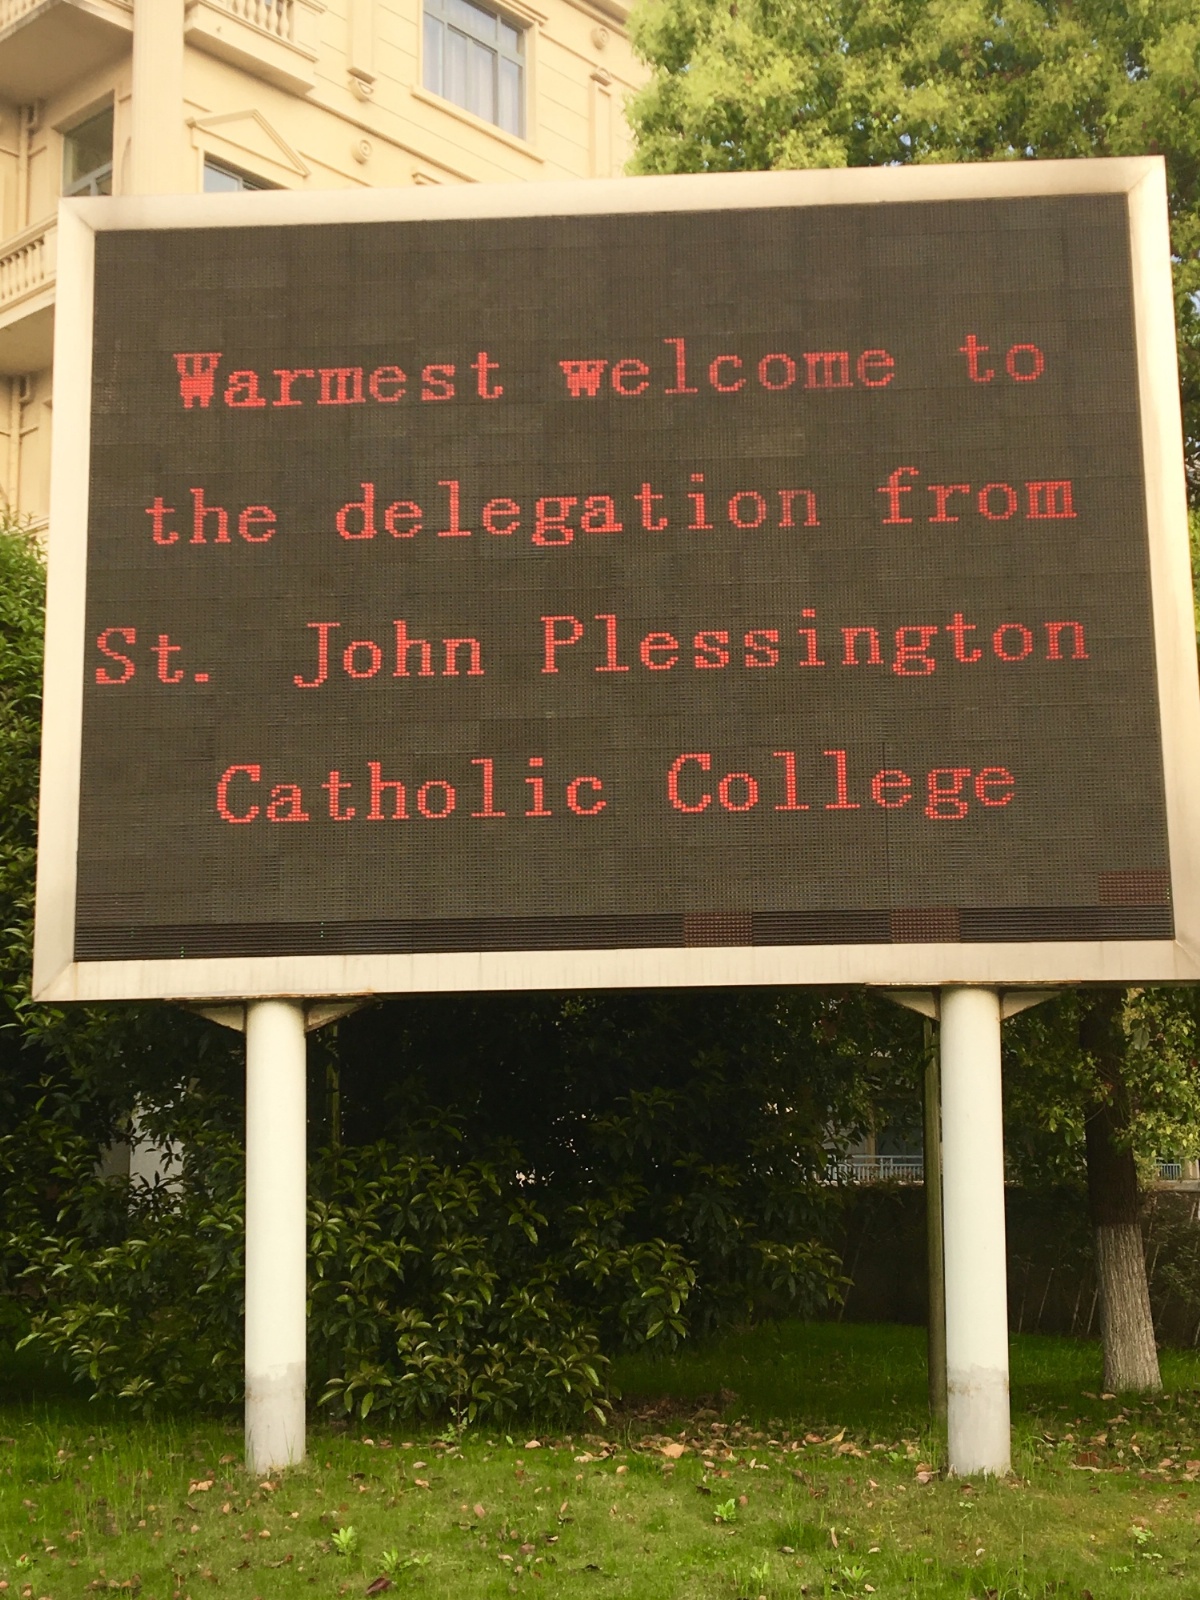 Warmest welcome to
the delegation from
St. John Plessington
Catholic College